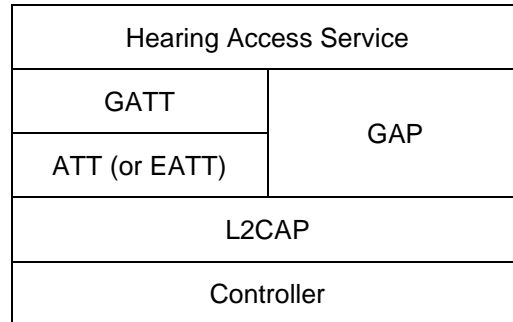 Hearing Access Service
GATT
GAP
ATT (or EATT)
L2CAP
Controller